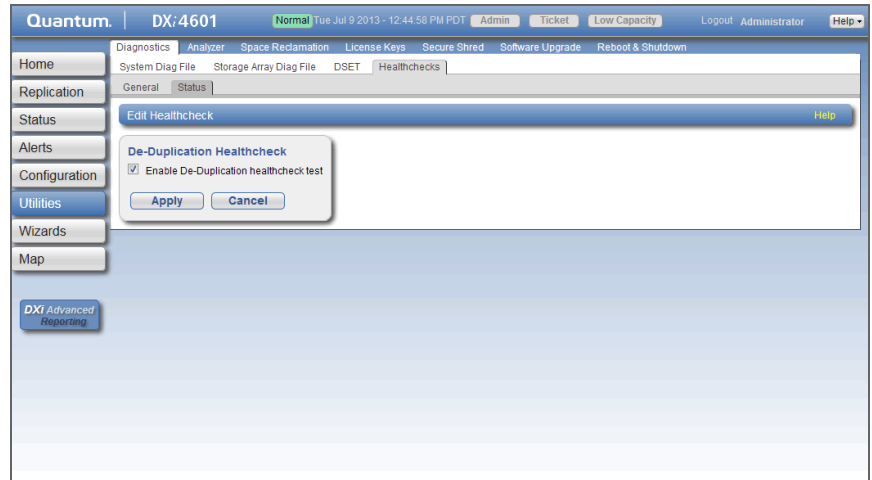 Quantum. DXi4601 Normal Tue Jul 9 2013 - 12:44:58 PM PDT Admin Ticket Low Capacity Logout Administrator Help
Diagnostics Analyzer Space Reclamation License Keys Secure Shred Software Upgrade Reboot & Shutdown
System Diag File Storage Array Diag File DSET Healthchecks
General Status
Home
Replication
Status
Alerts
Configuration
Utilities
Wizards
Map
DXi Advanced
Reporting
Edit Healthcheck Help
De-Duplication Healthcheck
Enable De-Duplication healthcheck test
Apply Cancel